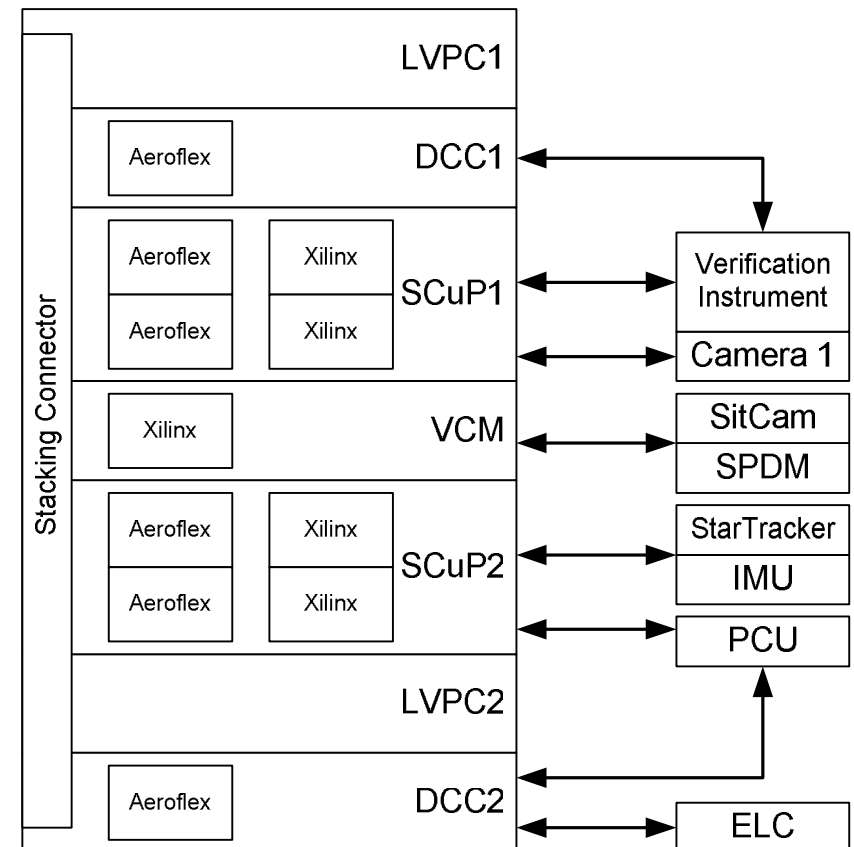 Stacking Connector
LVPC1
Aeroflex
DCC1
Aeroflex
Xilinx
Aeroflex
Xilinx
SCuP1
Xilinx
VCM
Aeroflex
Xilinx
Aeroflex
Xilinx
SCuP2
LVPC2
Aeroflex
DCC2
Verification
Instrument
Camera 1
SitCam
SPDM
StarTracker
IMU
PCU
ELC